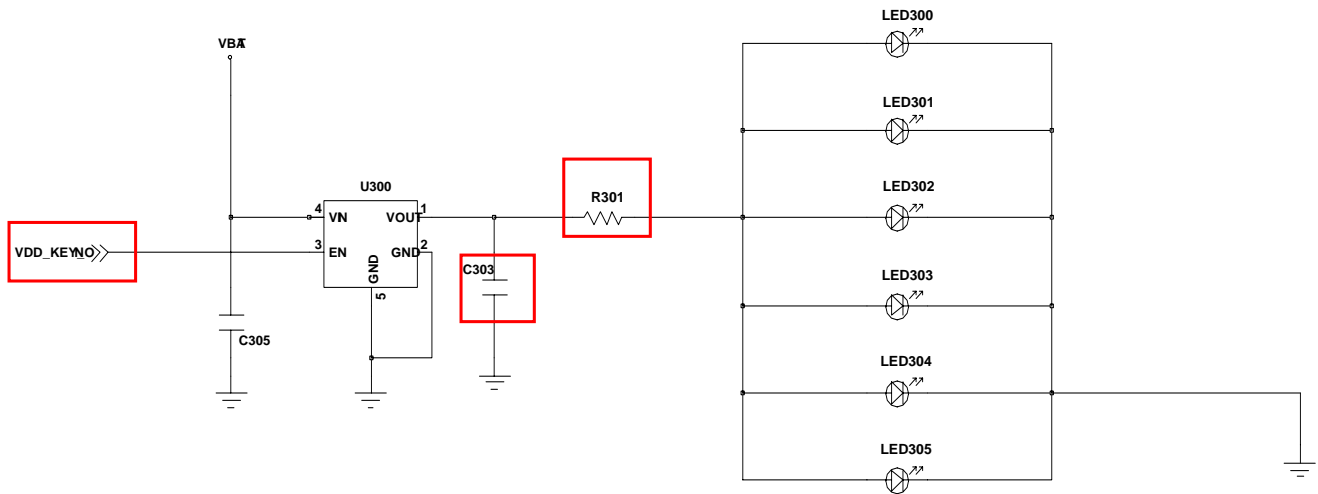 LED300
VBAT
LED301
U300
R301
LED302
4 VIN VOUT 1
VDD_KEY_NO
3 EN GND 2
GND
5
C303
LED303
C305
LED304
LED305